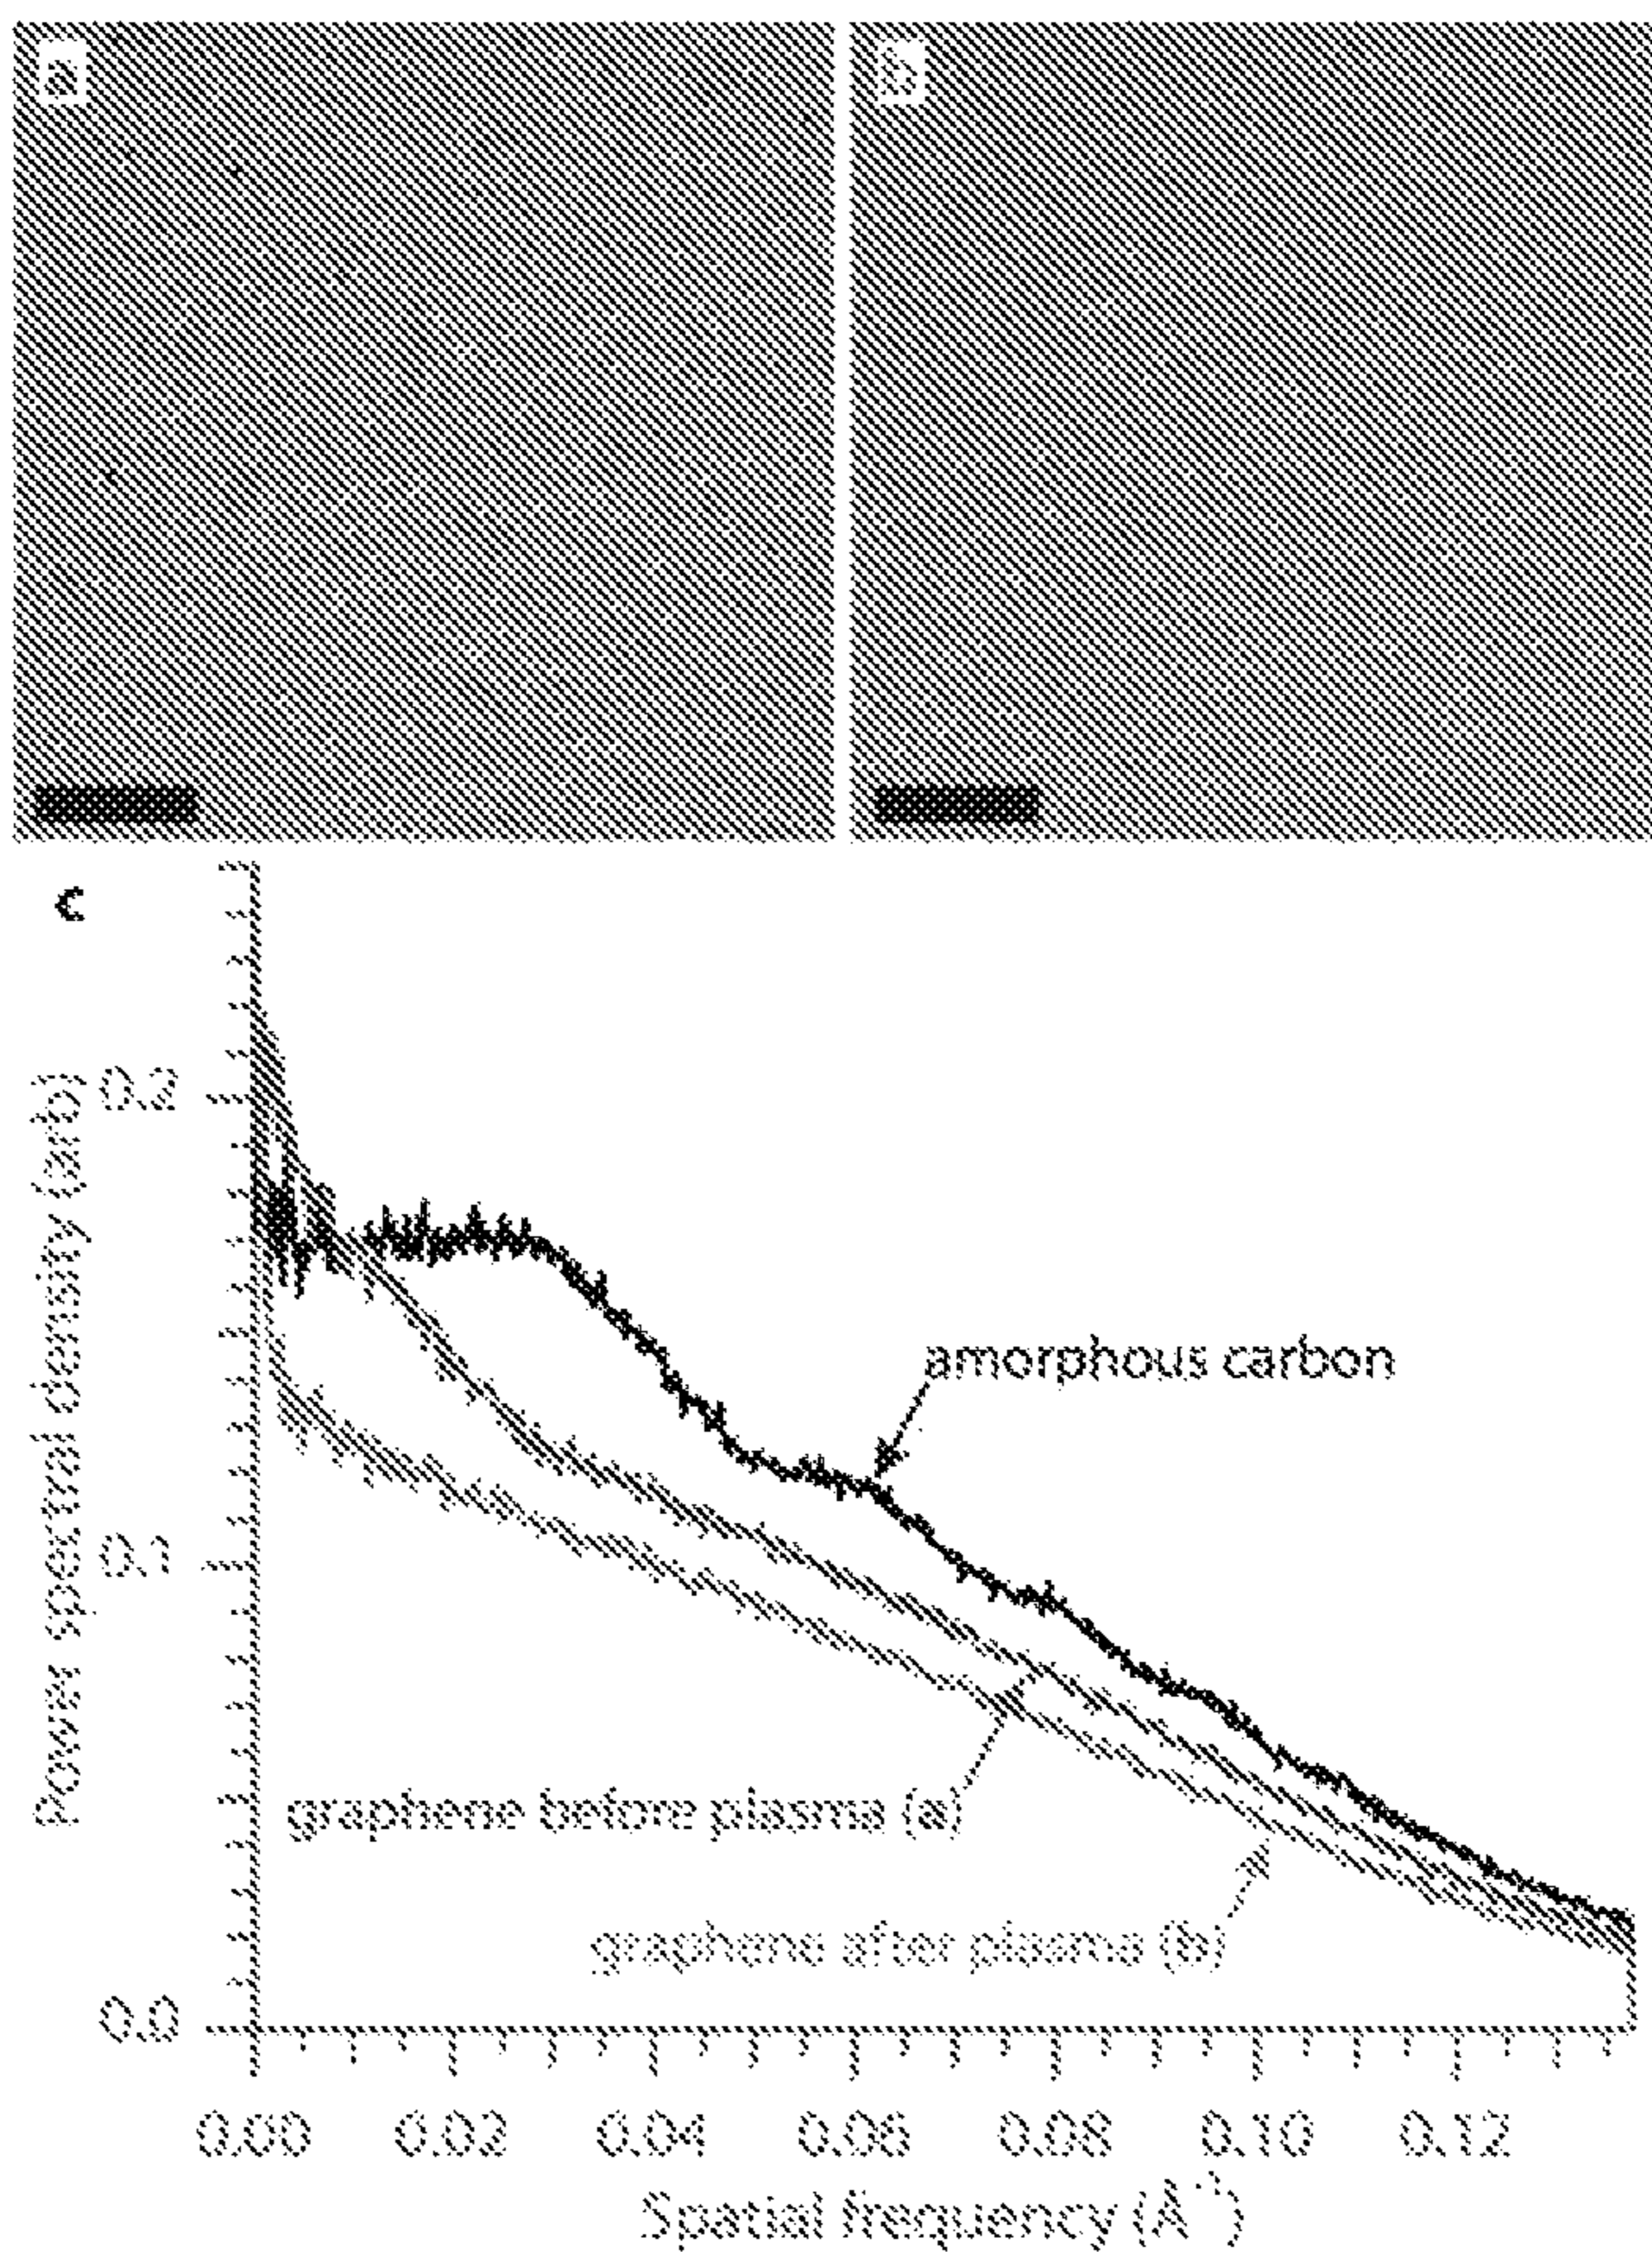 a
b
c
Power spectral density (arb)
0.2
0.1
0.0
amorphous carbon
graphene before plasma (a)
graphene after plasma (b)
0.00 0.02 0.04 0.06 0.08 0.10 0.12
Spatial frequency (Å⁻¹)